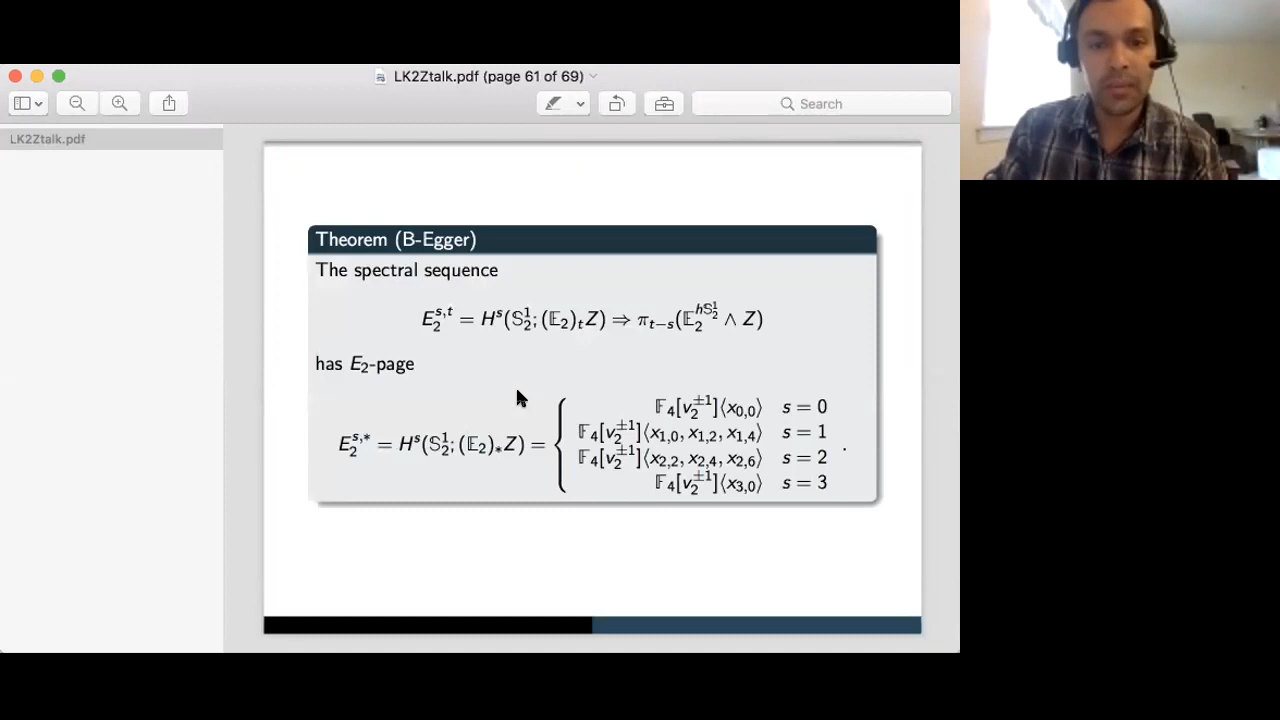 LK2Ztalk.pdf (page 61 of 69)
Search
LK2Ztalk.pdf
Theorem (B-Egger)
The spectral sequence
E_2^{s,t} = H^s(𝕊_2^1; (𝔼_2)_t Z) ⇒ π_{t−s}(𝔼_2^{h𝕊_2^1} ∧ Z)
has E_2-page
E_2^{s,*} = H^s(𝕊_2^1; (𝔼_2)_* Z) = { 𝔽_4[v_2^{±1}]⟨x_{0,0}⟩ s = 0
𝔽_4[v_2^{±1}]⟨x_{1,0}, x_{1,2}, x_{1,4}⟩ s = 1
𝔽_4[v_2^{±1}]⟨x_{2,2}, x_{2,4}, x_{2,6}⟩ s = 2
𝔽_4[v_2^{±1}]⟨x_{3,0}⟩ s = 3 .